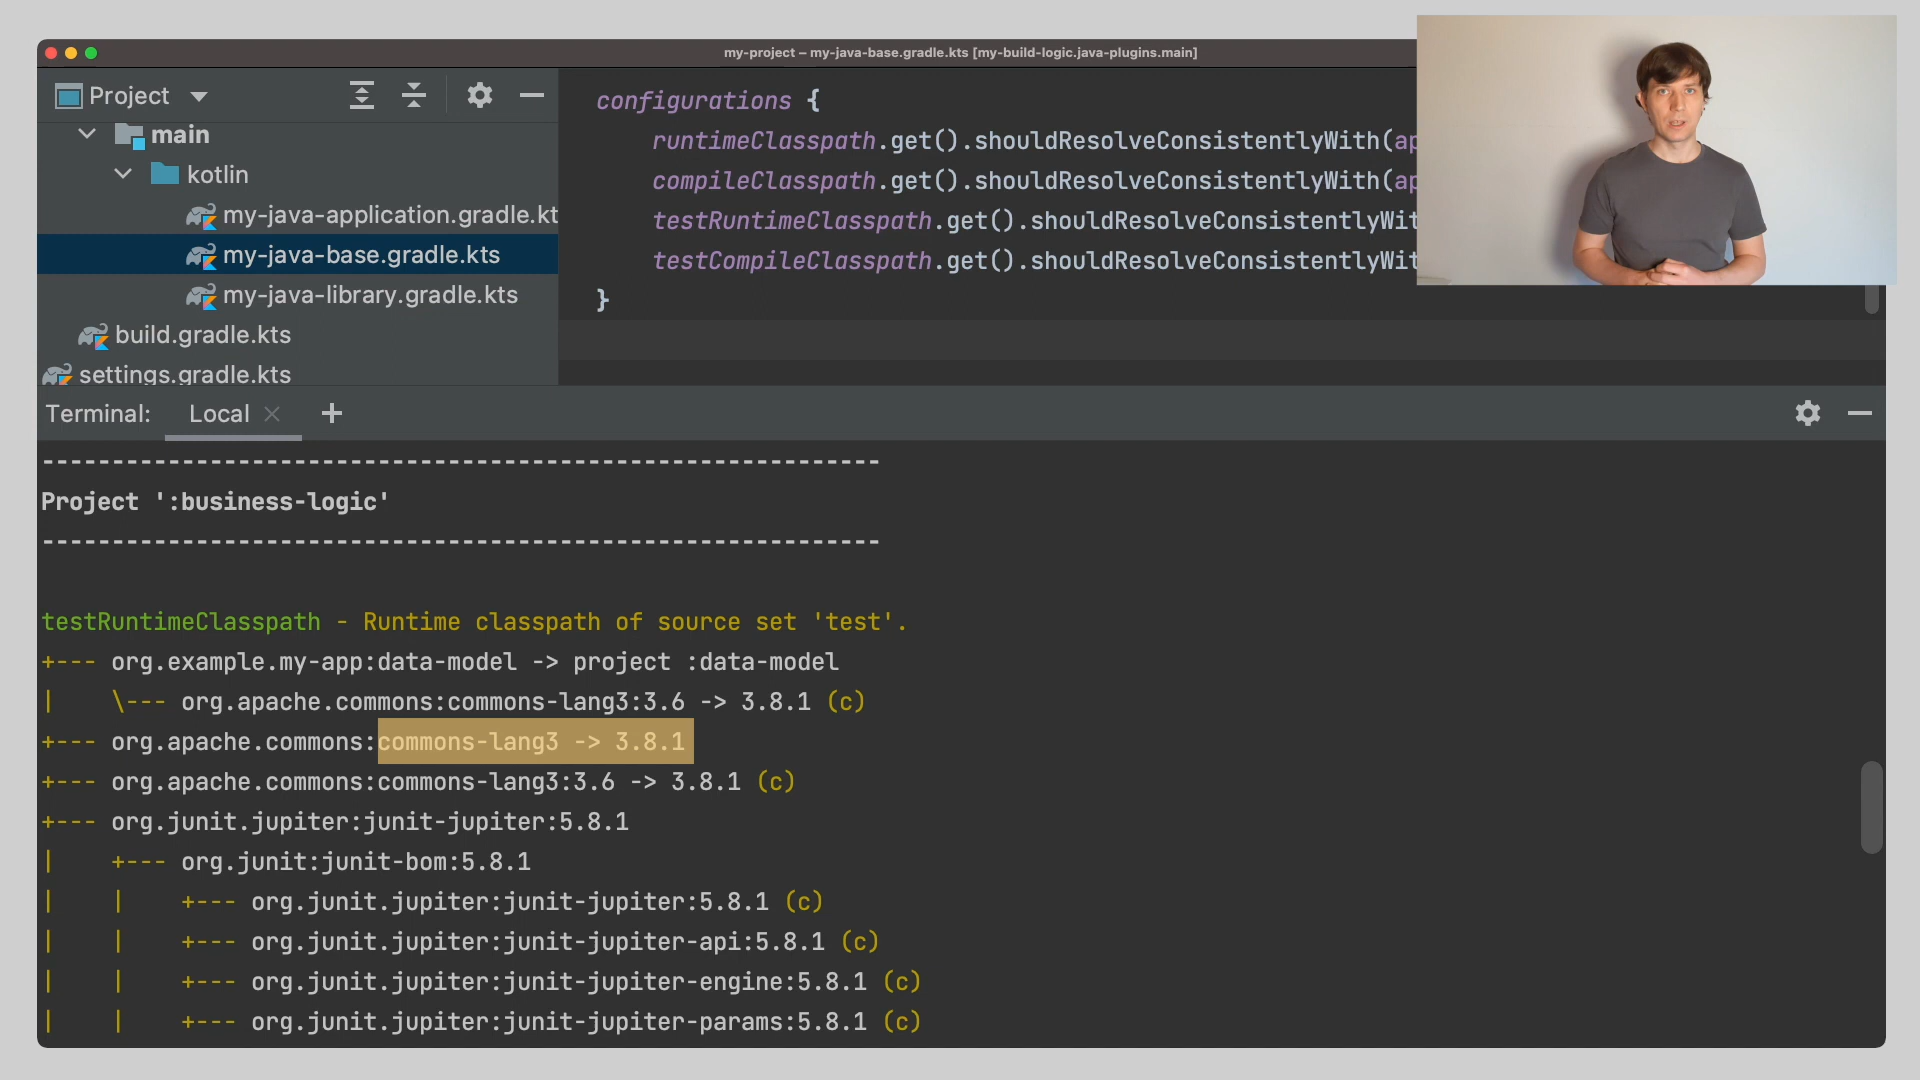 my-project – my-java-base.gradle.kts [my-build-logic.java-plugins.main]
Project
main
kotlin
my-java-application.gradle.kt
my-java-base.gradle.kts
my-java-library.gradle.kts
build.gradle.kts
settings.gradle.kts
configurations {
runtimeClasspath.get().shouldResolveConsistentlyWith(ap
compileClasspath.get().shouldResolveConsistentlyWith(ap
testRuntimeClasspath.get().shouldResolveConsistentlyWit
testCompileClasspath.get().shouldResolveConsistentlyWit
}
Terminal: Local
------------------------------------------------------------
Project ':business-logic'
------------------------------------------------------------
testRuntimeClasspath - Runtime classpath of source set 'test'.
+--- org.example.my-app:data-model -> project :data-model
|    \--- org.apache.commons:commons-lang3:3.6 -> 3.8.1 (c)
+--- org.apache.commons:commons-lang3 -> 3.8.1
+--- org.apache.commons:commons-lang3:3.6 -> 3.8.1 (c)
+--- org.junit.jupiter:junit-jupiter:5.8.1
|    +--- org.junit:junit-bom:5.8.1
|    |    +--- org.junit.jupiter:junit-jupiter:5.8.1 (c)
|    |    +--- org.junit.jupiter:junit-jupiter-api:5.8.1 (c)
|    |    +--- org.junit.jupiter:junit-jupiter-engine:5.8.1 (c)
|    |    +--- org.junit.jupiter:junit-jupiter-params:5.8.1 (c)